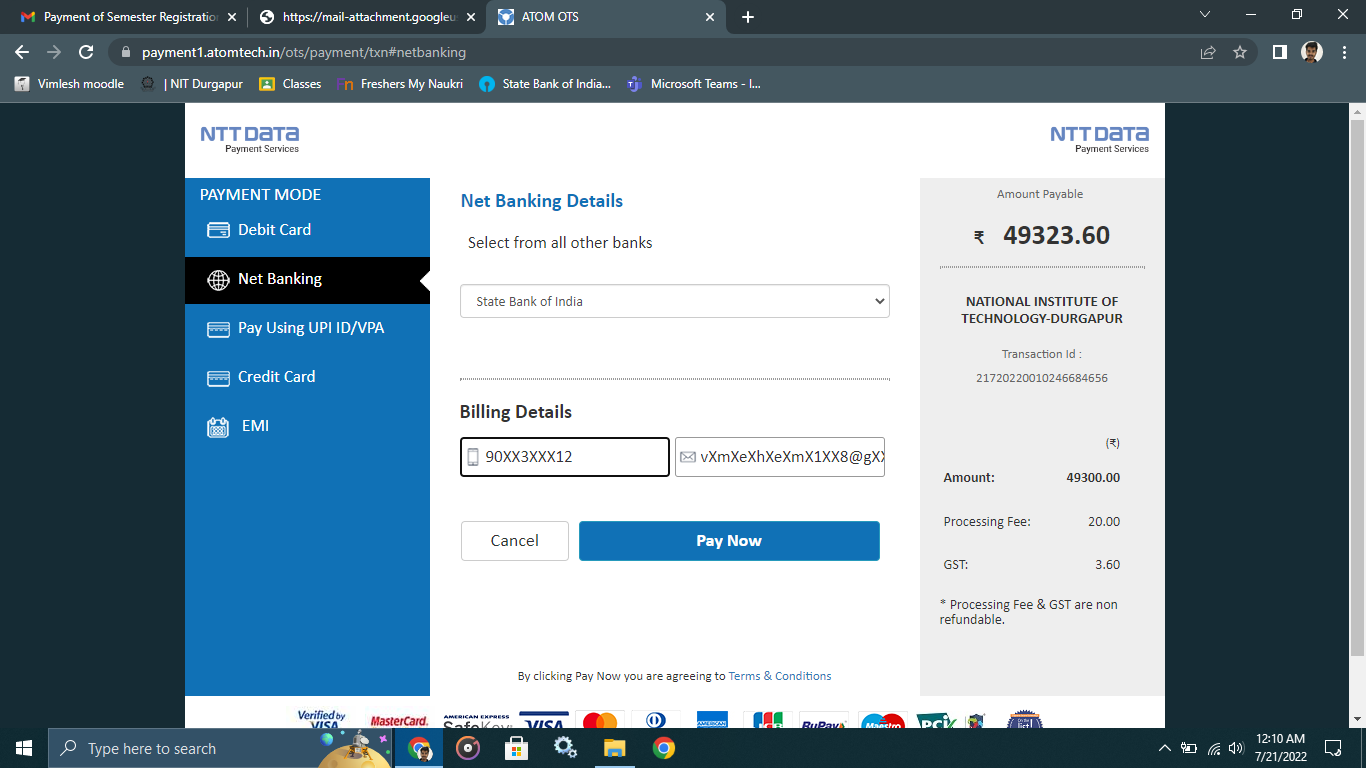 Payment of Semester Registration
https://mail-attachment.googleus
ATOM OTS
payment1.atomtech.in/ots/payment/txn#netbanking
Vimlesh moodle
| NIT Durgapur
Classes
Freshers My Naukri
State Bank of India...
Microsoft Teams - I...
NTT DATA
Payment Services
NTT DATA
Payment Services
PAYMENT MODE
Debit Card
Net Banking
Pay Using UPI ID/VPA
Credit Card
EMI
Net Banking Details
Select from all other banks
State Bank of India
Billing Details
90XX3XXX12
vXmXeXhXeXmX1XX8@gXX
Cancel
Pay Now
By clicking Pay Now you are agreeing to Terms & Conditions
Amount Payable
₹ 49323.60
NATIONAL INSTITUTE OF
TECHNOLOGY-DURGAPUR
Transaction Id :
21720220010246684656
(₹)
Amount: 49300.00
Processing Fee: 20.00
GST: 3.60
* Processing Fee & GST are non
refundable.
Verified by
VISA
MasterCard.
AMERICAN EXPRESS
SafeKey
VISA
AMERICAN
JCB
RuPay
Maestro
PCI
Type here to search
12:10 AM
7/21/2022